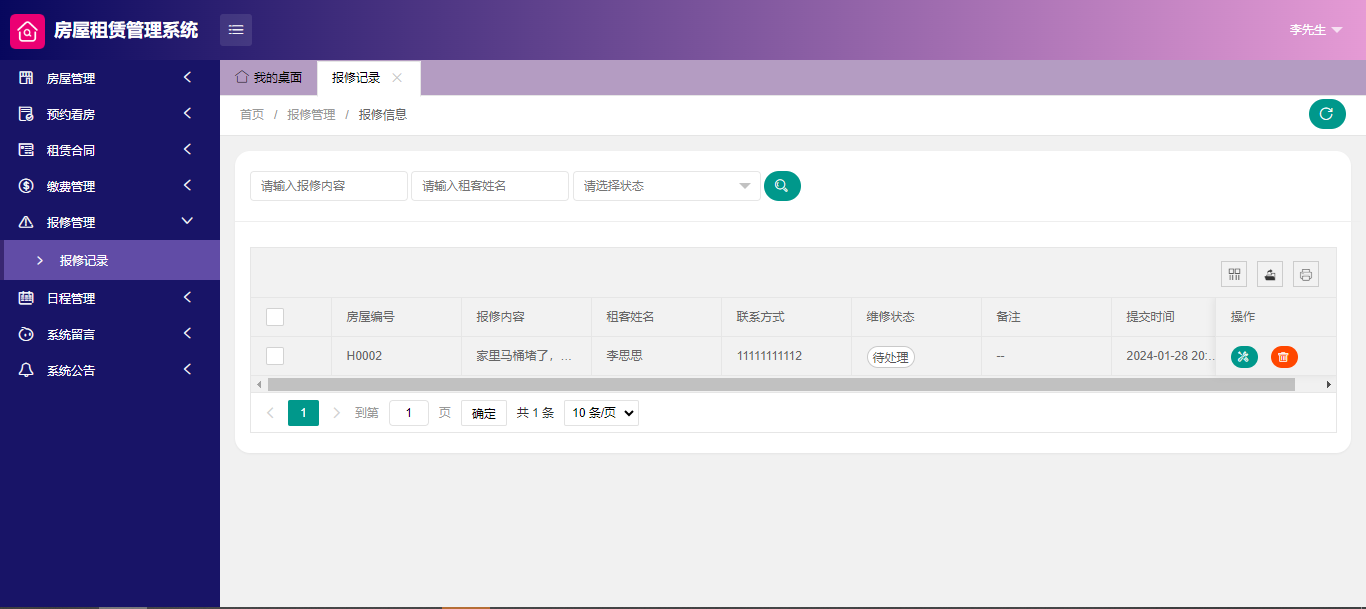 房屋租赁管理系统
李先生
房屋管理
预约看房
租赁合同
缴费管理
报修管理
报修记录
日程管理
系统留言
系统公告
我的桌面 报修记录
首页 / 报修管理 / 报修信息
请输入报修内容 请输入租客姓名 请选择状态
房屋编号 报修内容 租客姓名 联系方式 维修状态 备注 提交时间 操作
H0002 家里马桶堵了，... 李思思 11111111112 待处理 -- 2024-01-28 20:...
1 到第 1 页 确定 共 1 条 10 条/页